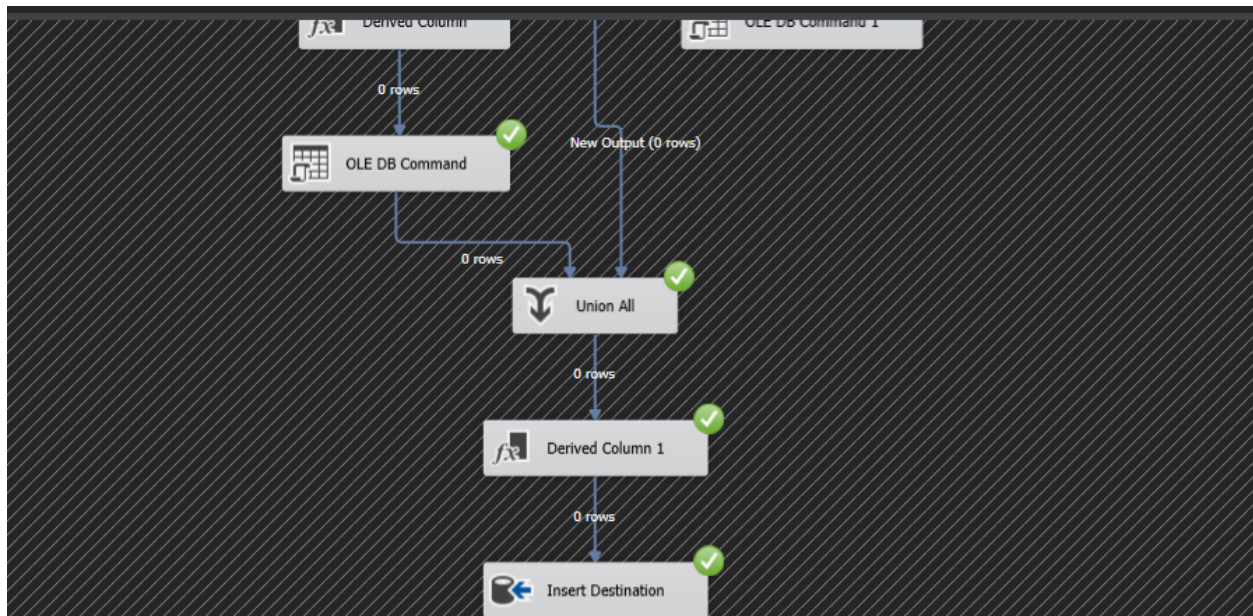 Derived Column
OLE DB Command 1
0 rows
New Output (0 rows)
OLE DB Command
0 rows
Union All
0 rows
Derived Column 1
0 rows
Insert Destination